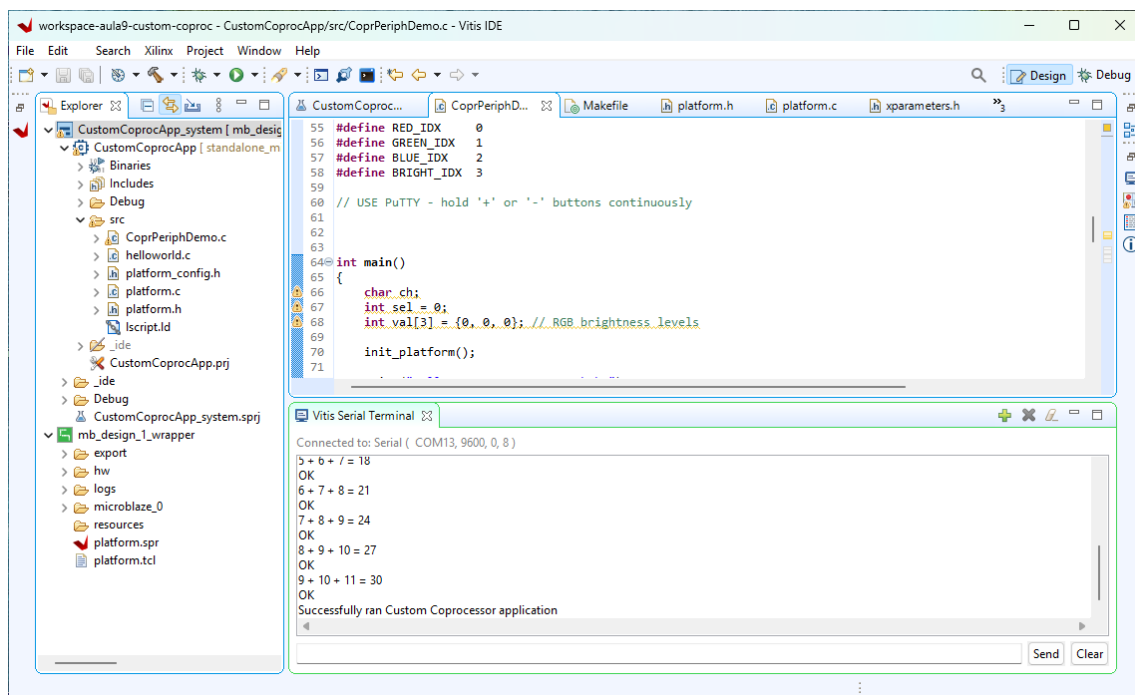 workspace-aula9-custom-coproc - CustomCoprocApp/src/CoprPeriphDemo.c - Vitis IDE
File Edit Search Xilinx Project Window Help
Design Debug
Explorer
CustomCoprocApp_system [ mb_desig
CustomCoprocApp [ standalone_m
Binaries
Includes
Debug
src
CoprPeriphDemo.c
helloworld.c
platform_config.h
platform.c
platform.h
lscript.ld
_ide
CustomCoprocApp.prj
_ide
Debug
CustomCoprocApp_system.sprj
mb_design_1_wrapper
export
hw
logs
microblaze_0
resources
platform.spr
platform.tcl
CustomCoproc... CoprPeriphD... Makefile platform.h platform.c xparameters.h »3
55 #define RED_IDX 0
56 #define GREEN_IDX 1
57 #define BLUE_IDX 2
58 #define BRIGHT_IDX 3
59
60 // USE PuTTY - hold '+' or '-' buttons continuously
61
62
63
64 int main()
65 {
66 char ch;
67 int sel = 0;
68 int val[3] = {0, 0, 0}; // RGB brightness levels
69
70 init_platform();
71
Vitis Serial Terminal
Connected to: Serial ( COM13, 9600, 0, 8 )
5 + 6 + 7 = 18
OK
6 + 7 + 8 = 21
OK
7 + 8 + 9 = 24
OK
8 + 9 + 10 = 27
OK
9 + 10 + 11 = 30
OK
Successfully ran Custom Coprocessor application
Send Clear